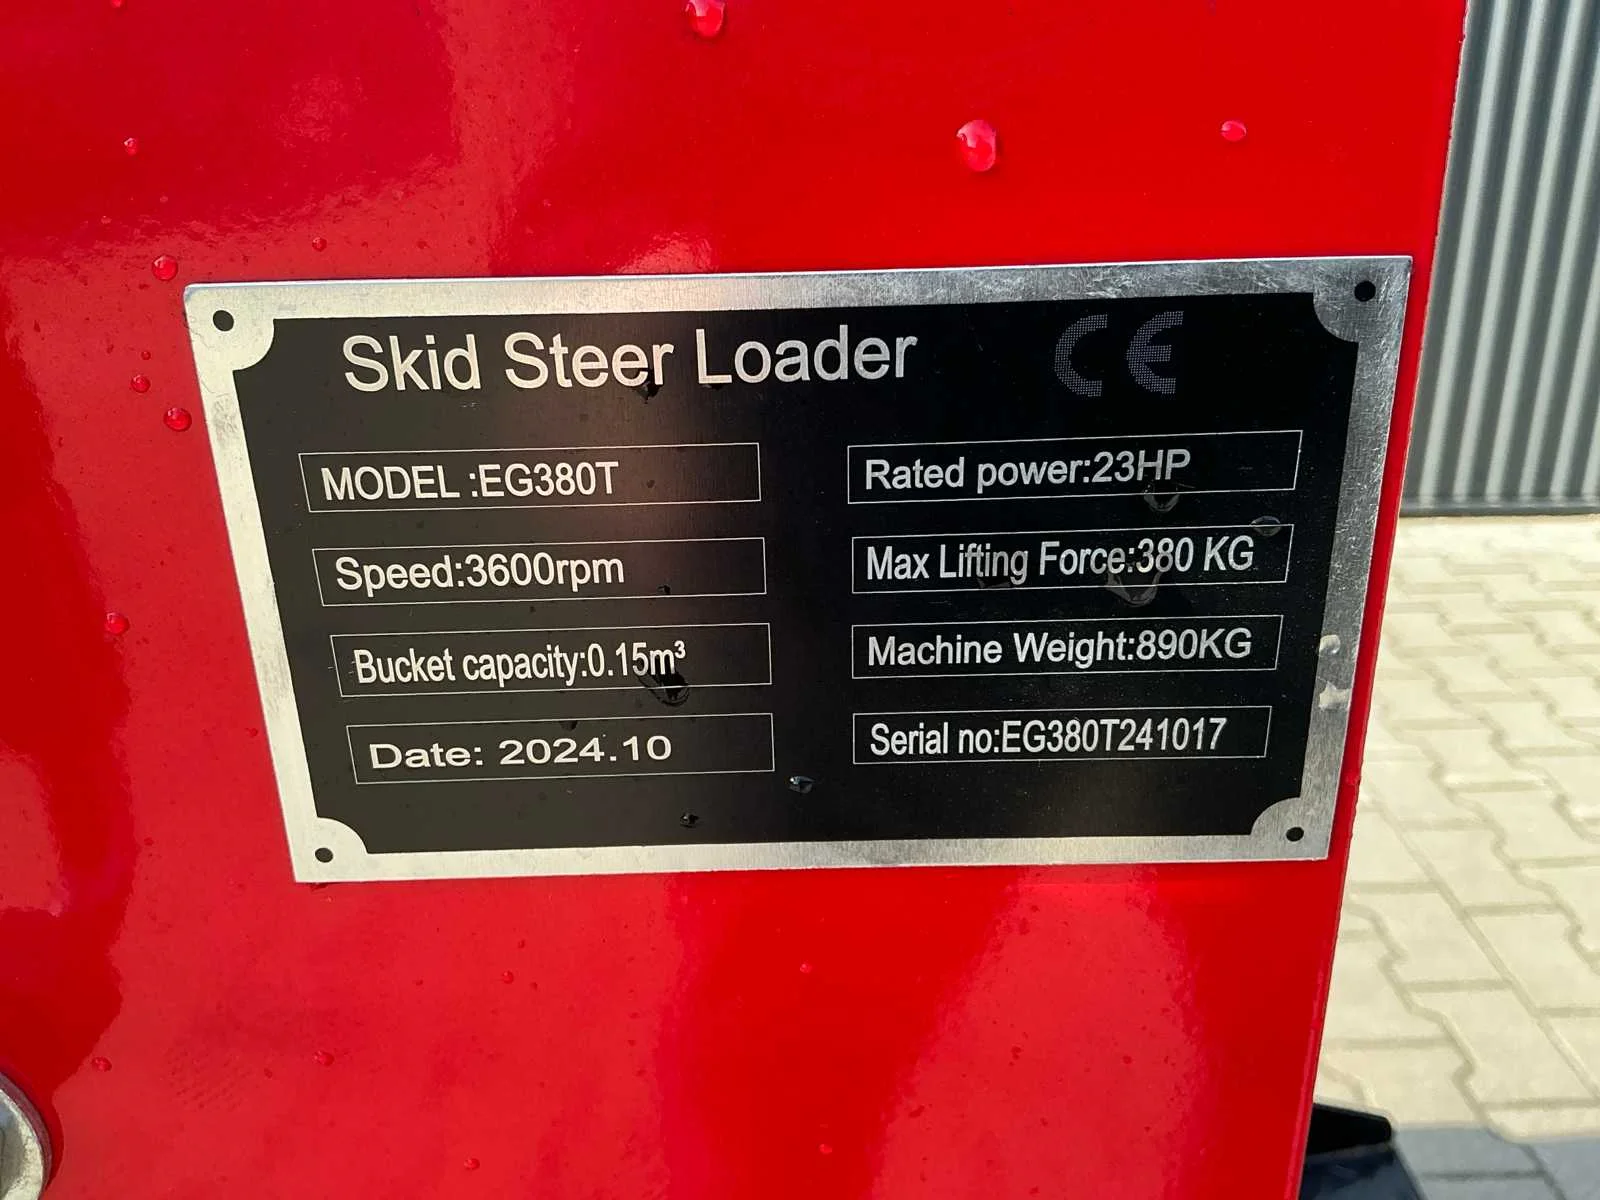 Skid Steer Loader CE
MODEL :EG380T
Rated power:23HP
Speed:3600rpm
Max Lifting Force:380 KG
Bucket capacity:0.15m³
Machine Weight:890KG
Date: 2024.10
Serial no:EG380T241017